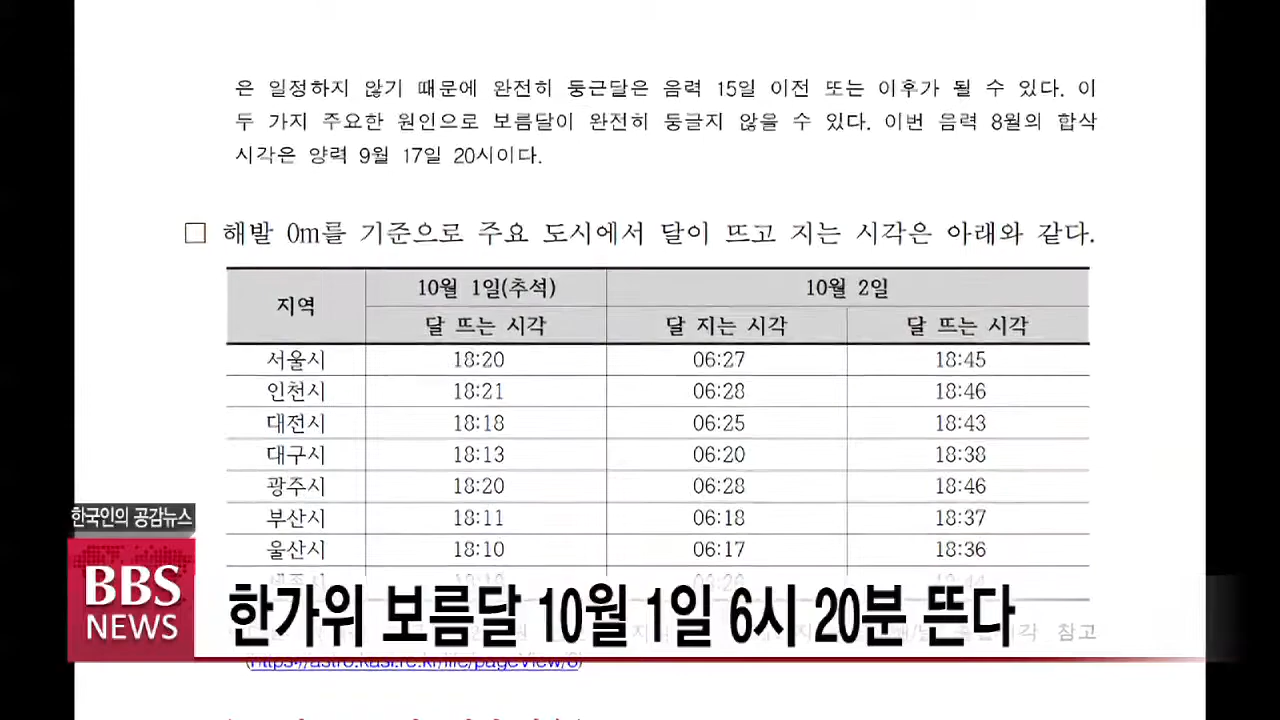 은 일정하지 않기 때문에 완전히 둥근달은 음력 15일 이전 또는 이후가 될 수 있다. 이
두 가지 주요한 원인으로 보름달이 완전히 둥글지 않을 수 있다. 이번 음력 8월의 합삭
시각은 양력 9월 17일 20시이다.
□ 해발 0m를 기준으로 주요 도시에서 달이 뜨고 지는 시각은 아래와 같다.
지역 10월 1일(추석) 10월 2일
달 뜨는 시각 달 지는 시각 달 뜨는 시각
서울시 18:20 06:27 18:45
인천시 18:21 06:28 18:46
대전시 18:18 06:25 18:43
대구시 18:13 06:20 18:38
광주시 18:20 06:28 18:46
부산시 18:11 06:18 18:37
울산시 18:10 06:17 18:36
한국인의 공감뉴스
BBS
NEWS
한가위 보름달 10월 1일 6시 20분 뜬다
시각 참고
(https://astro.kasi.re.kr/life/pageView/6)